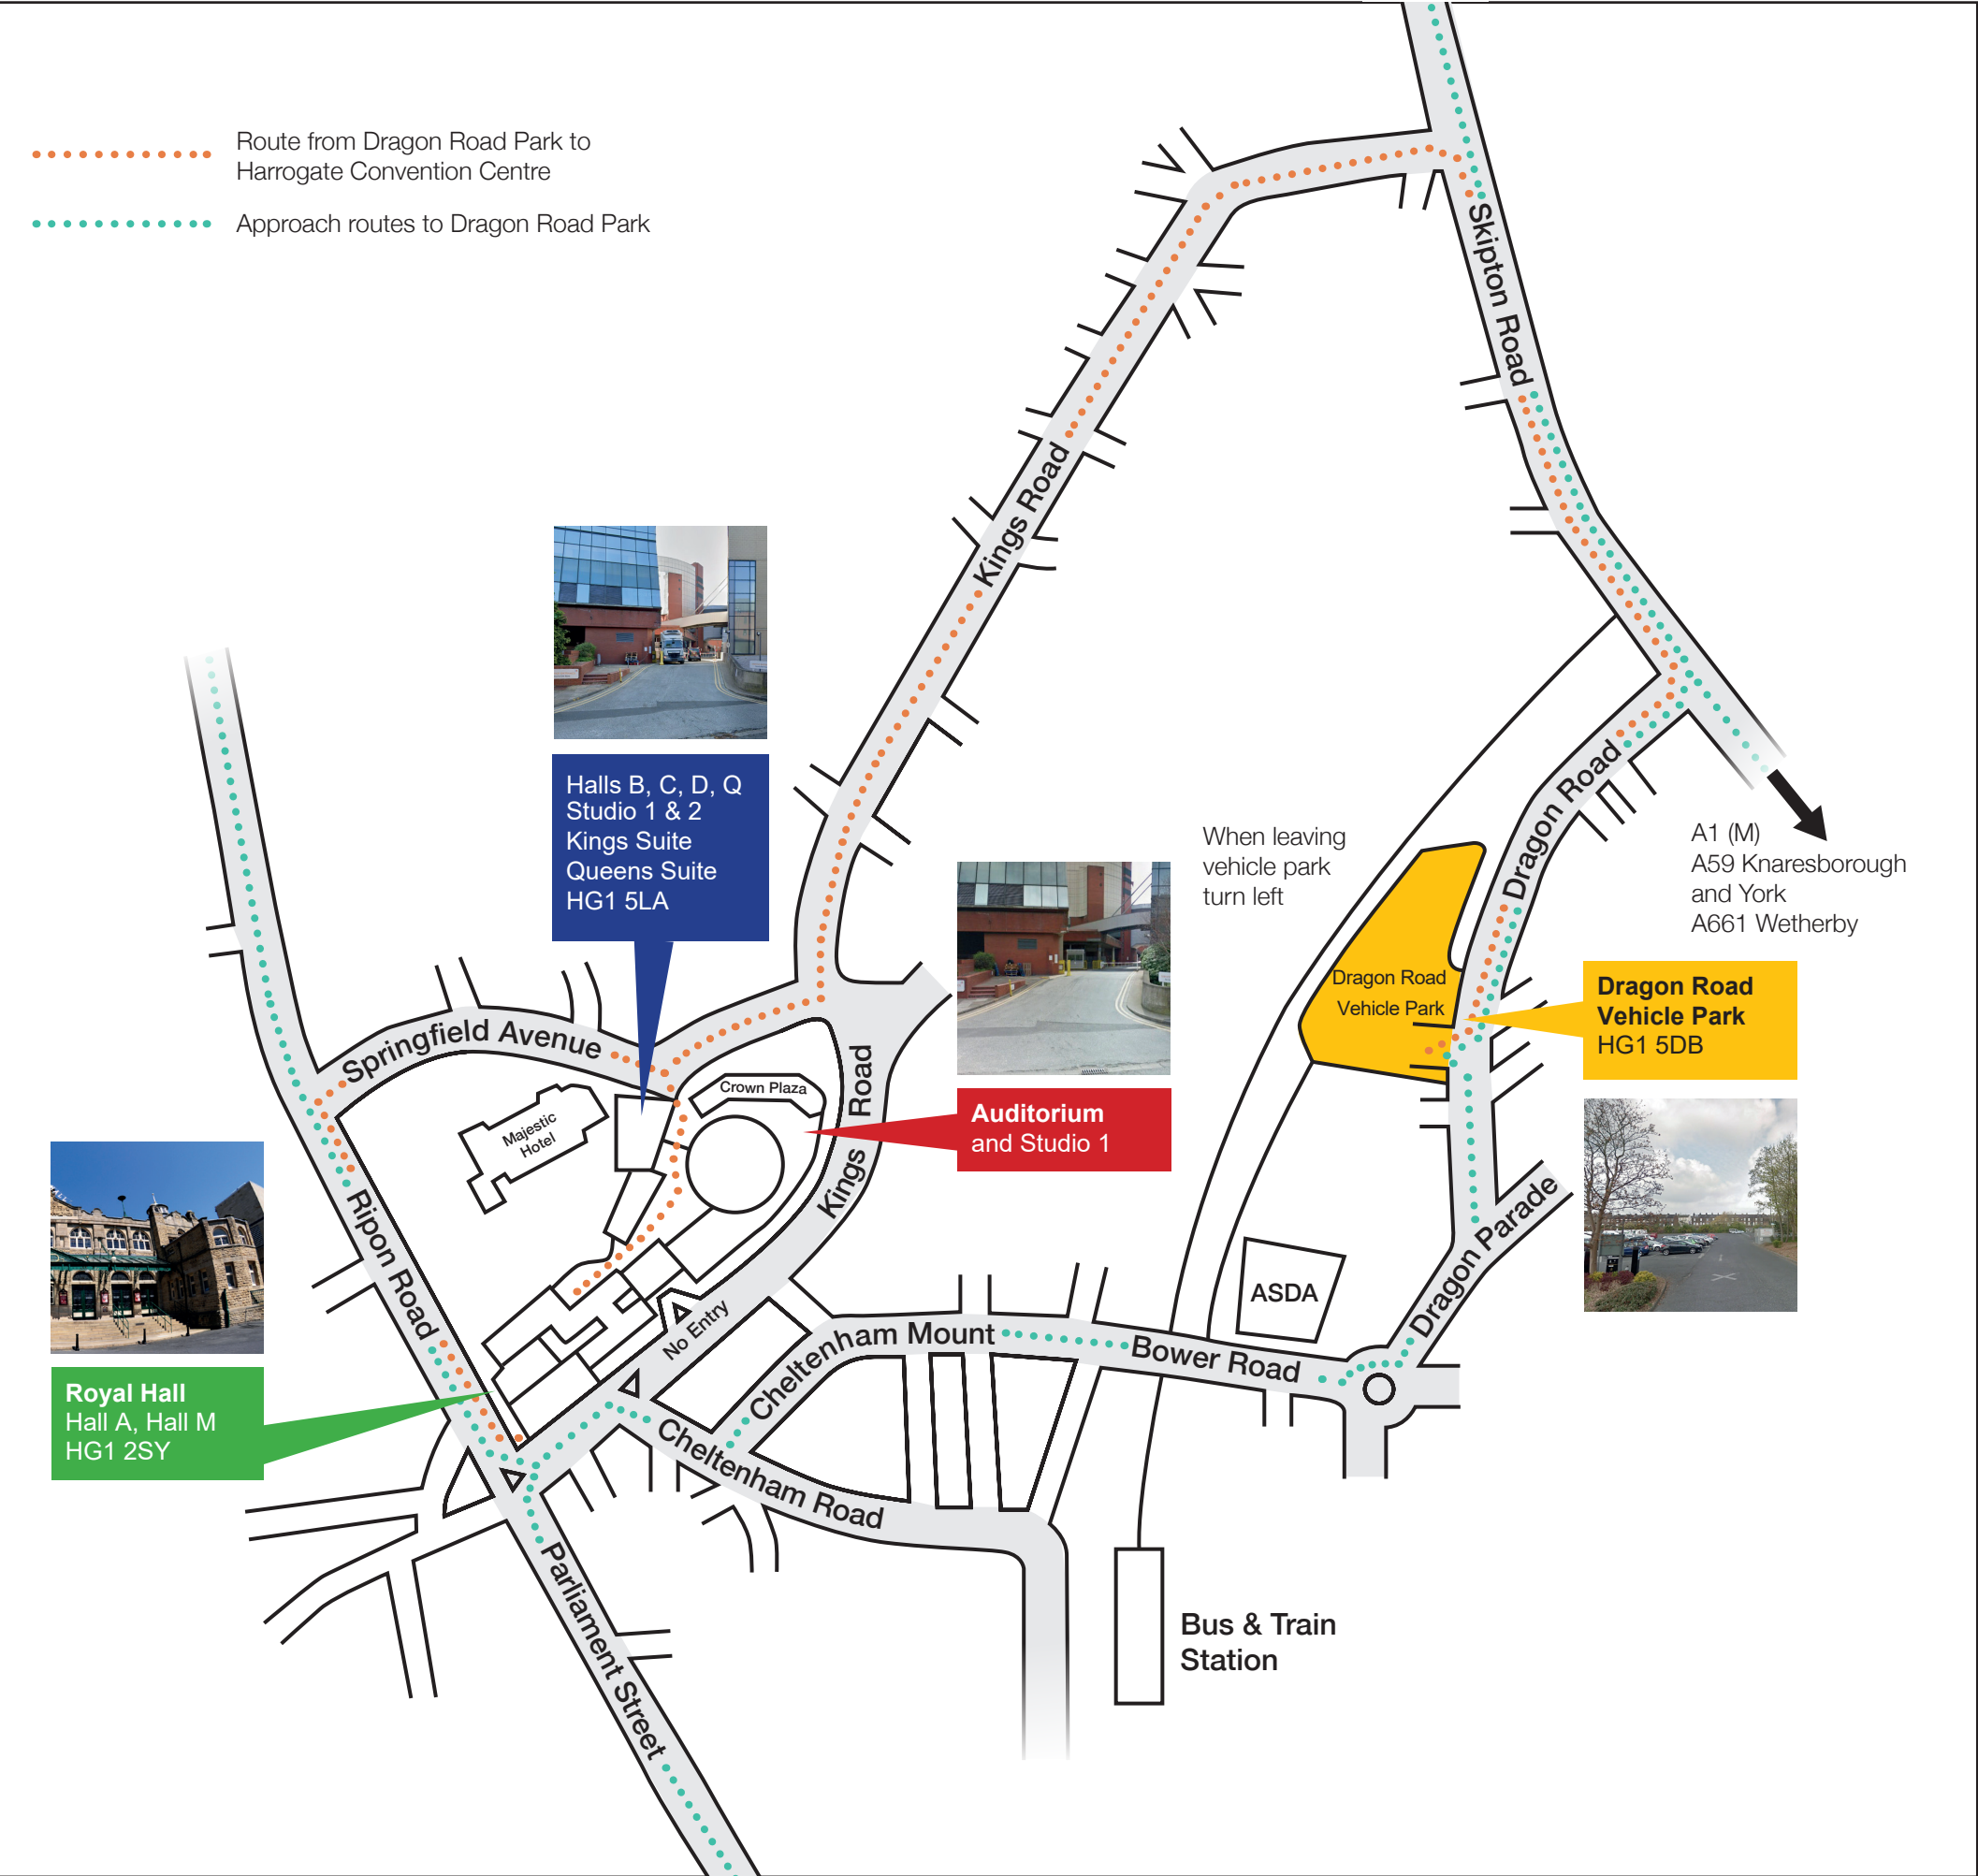 Route from Dragon Road Park to
Harrogate Convention Centre
Approach routes to Dragon Road Park
Skipton Road
Kings Road
Halls B, C, D, Q
Studio 1 & 2
Kings Suite
Queens Suite
HG1 5LA
When leaving
vehicle park
turn left
Dragon Road
A1 (M)
A59 Knaresborough
and York
A661 Wetherby
Dragon Road
Vehicle Park
Dragon Road
Vehicle Park
HG1 5DB
Springfield Avenue
Crown Plaza
Majestic
Hotel
Kings Road
Auditorium
and Studio 1
Ripon Road
Dragon Parade
ASDA
No Entry
Cheltenham Mount
Bower Road
Royal Hall
Hall A, Hall M
HG1 2SY
Cheltenham Road
Parliament Street
Bus & Train
Station